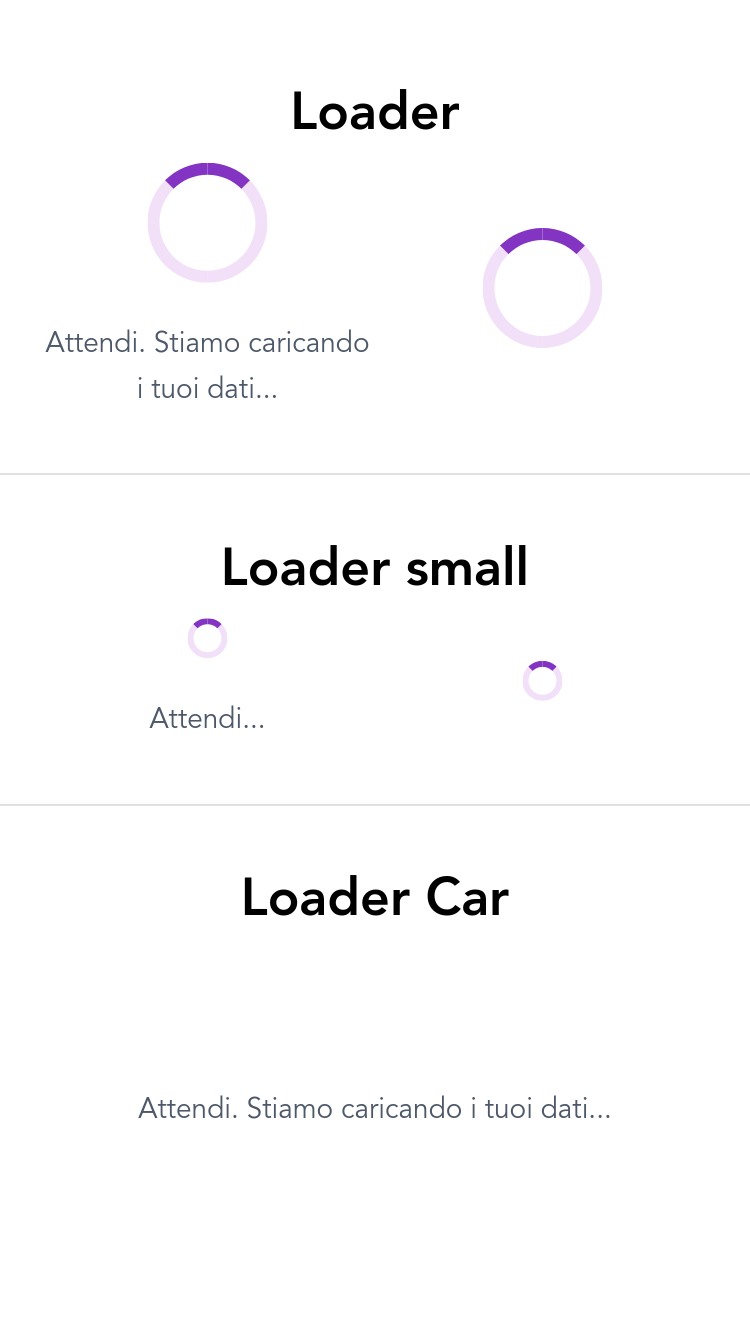 Loader
Attendi. Stiamo caricando
i tuoi dati...
Loader small
Attendi...
Loader Car
Attendi. Stiamo caricando i tuoi dati...